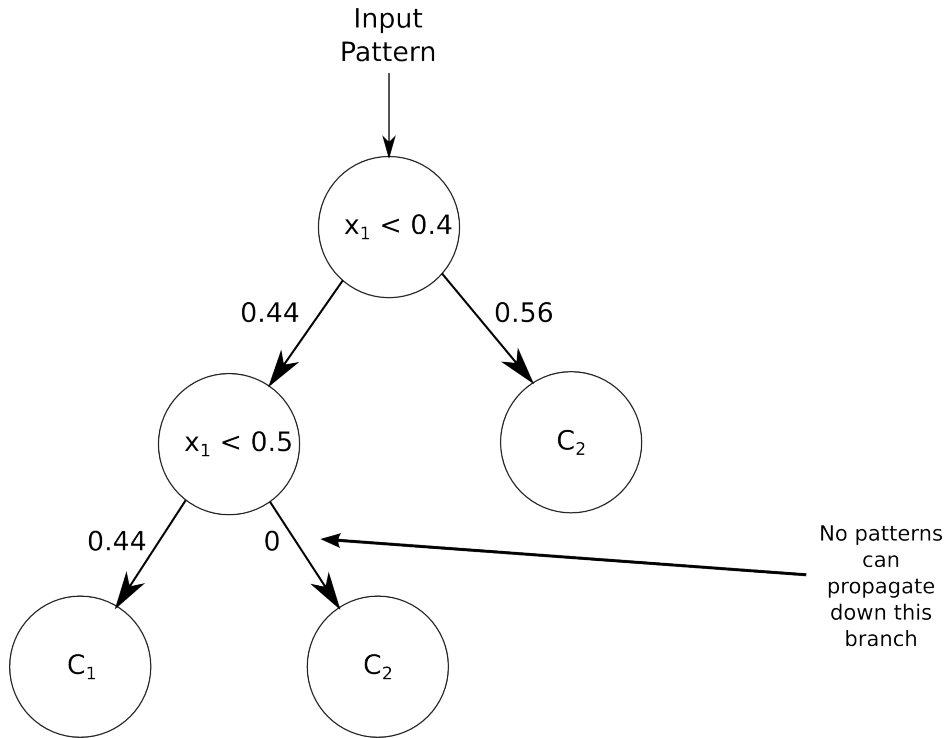 Input
Pattern
x₁ < 0.4
0.44
0.56
x₁ < 0.5
C₂
0.44
0
No patterns
can
propagate
down this
branch
C₁
C₂